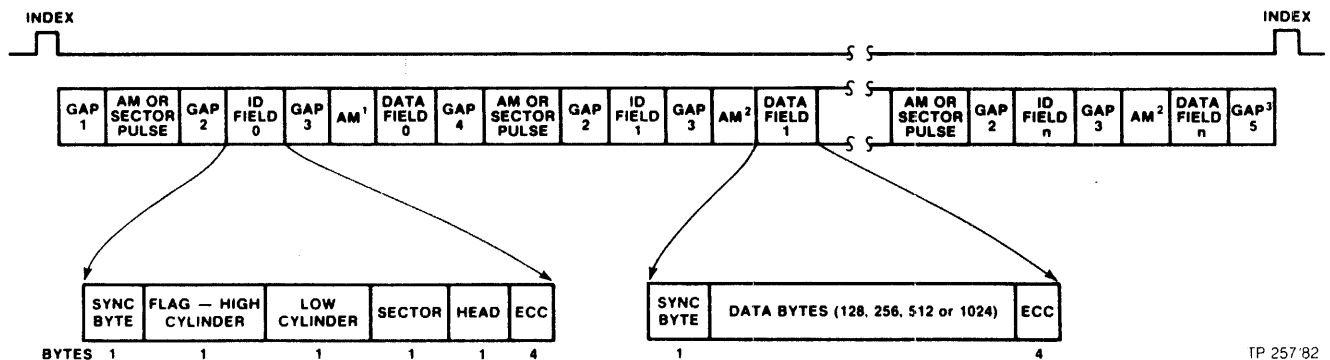 INDEX INDEX
GAP 1
AM OR SECTOR PULSE
GAP 2
ID FIELD 0
GAP 3
AM¹
DATA FIELD 0
GAP 4
AM OR SECTOR PULSE
GAP 2
ID FIELD 1
GAP 3
AM²
DATA FIELD 1
AM OR SECTOR PULSE
GAP 2
ID FIELD n
GAP 3
AM²
DATA FIELD n
GAP³ 5
SYNC BYTE
FLAG — HIGH CYLINDER
LOW CYLINDER
SECTOR
HEAD
ECC
BYTES 1 1 1 1 1 4
SYNC BYTE
DATA BYTES (128, 256, 512 or 1024)
ECC
1 4
TP 257'82